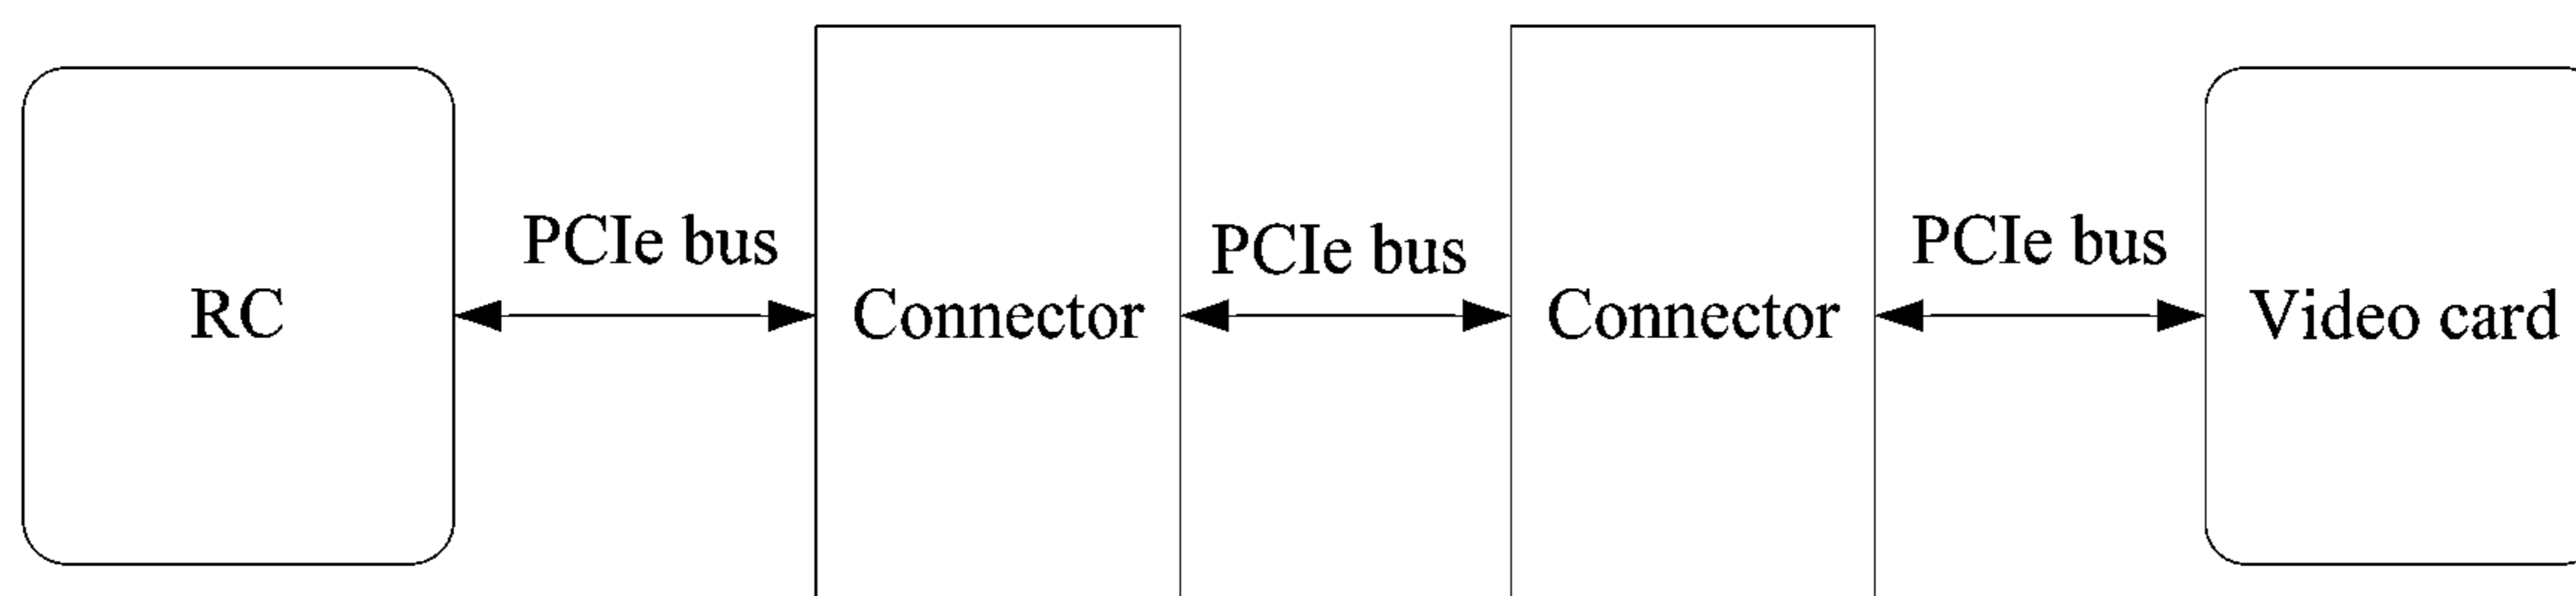 PCIe bus
PCIe bus
PCIe bus
RC
Connector
Connector
Video card